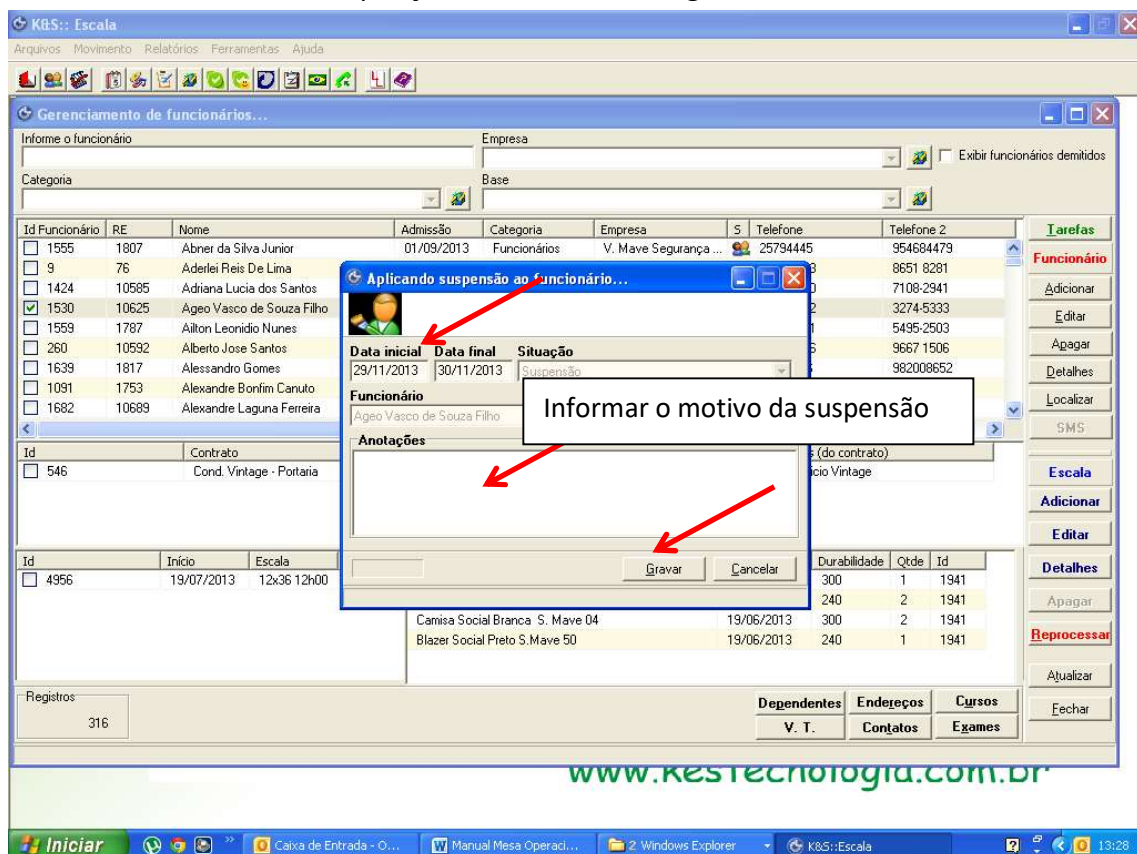 K&S:: Escala
Arquivos Movimento Relatórios Ferramentas Ajuda
Gerenciamento de funcionários...
Informe o funcionário Empresa
Exibir funcionários demitidos
Categoria Base
Id Funcionário RE Nome Admissão Categoria Empresa S Telefone Telefone 2
1555 1807 Abner da Silva Junior 01/09/2013 Funcionários V. Mave Segurança ... 25794445 954684479
9 76 Aderlei Reis De Lima 8651 8281
1424 10585 Adriana Lucia dos Santos 7108-2941
1530 10625 Ageo Vasco de Souza Filho 3274-5333
1559 1787 Ailton Leonidio Nunes 5495-2503
260 10592 Alberto Jose Santos 9667 1506
1639 1817 Alessandro Gomes 982008652
1091 1753 Alexandre Bonfim Canuto
1682 10689 Alexandre Laguna Ferreira
Aplicando suspensão ao funcionário...
Data inicial Data final Situação
29/11/2013 30/11/2013 Suspensão
Funcionário
Ageo Vasco de Souza Filho
Informar o motivo da suspensão
Anotações
Gravar Cancelar
Id Contrato (do contrato)
546 Cond. Vintage - Portaria icio Vintage
Id Início Escala Durabilidade Qtde Id
4956 19/07/2013 12x36 12h00 300 1 1941
240 2 1941
Camisa Social Branca S. Mave 04 19/06/2013 300 2 1941
Blazer Social Preto S.Mave 50 19/06/2013 240 1 1941
Tarefas
Funcionário
Adicionar
Editar
Apagar
Detalhes
Localizar
SMS
Escala
Adicionar
Editar
Detalhes
Apagar
Reprocessar
Atualizar
Fechar
Registros
316
Dependentes Endereços Cursos
V. T. Contatos Exames
www.kestecnologia.com.br
Iniciar Caixa de Entrada - O... Manual Mesa Operaci... 2 Windows Explorer K&S::Escala 13:28